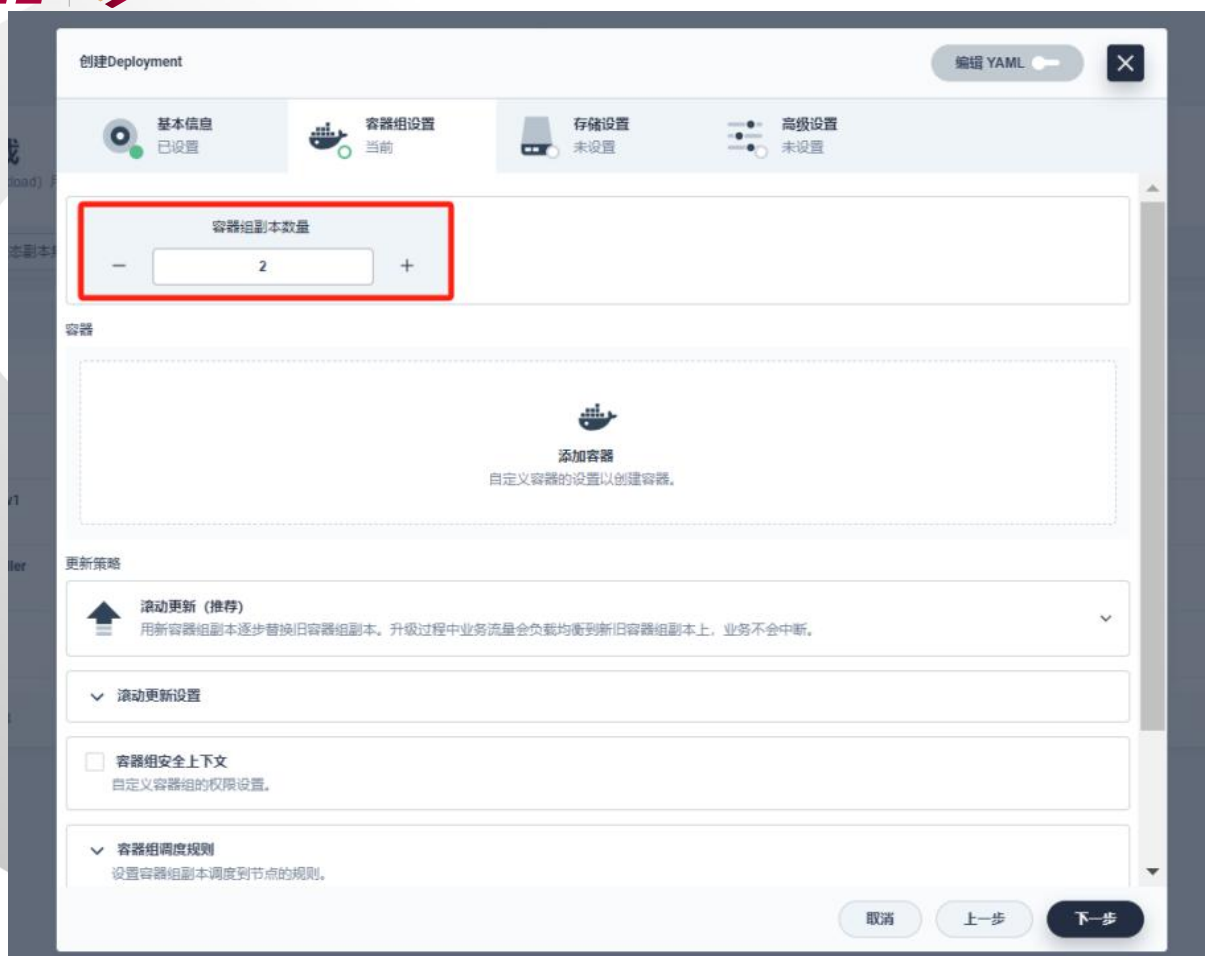 创建Deployment
编辑 YAML
基本信息
已设置
容器组设置
当前
存储设置
未设置
高级设置
未设置
load)
容器组副本数量
2
容器
添加容器
自定义容器的设置以创建容器。
v1
ller
更新策略
滚动更新（推荐）
用新容器组副本逐步替换旧容器组副本。升级过程中业务流量会负载均衡到新旧容器组副本上，业务不会中断。
滚动更新设置
容器组安全上下文
自定义容器组的权限设置。
容器组调度规则
设置容器组副本调度到节点的规则。
取消
上一步
下一步